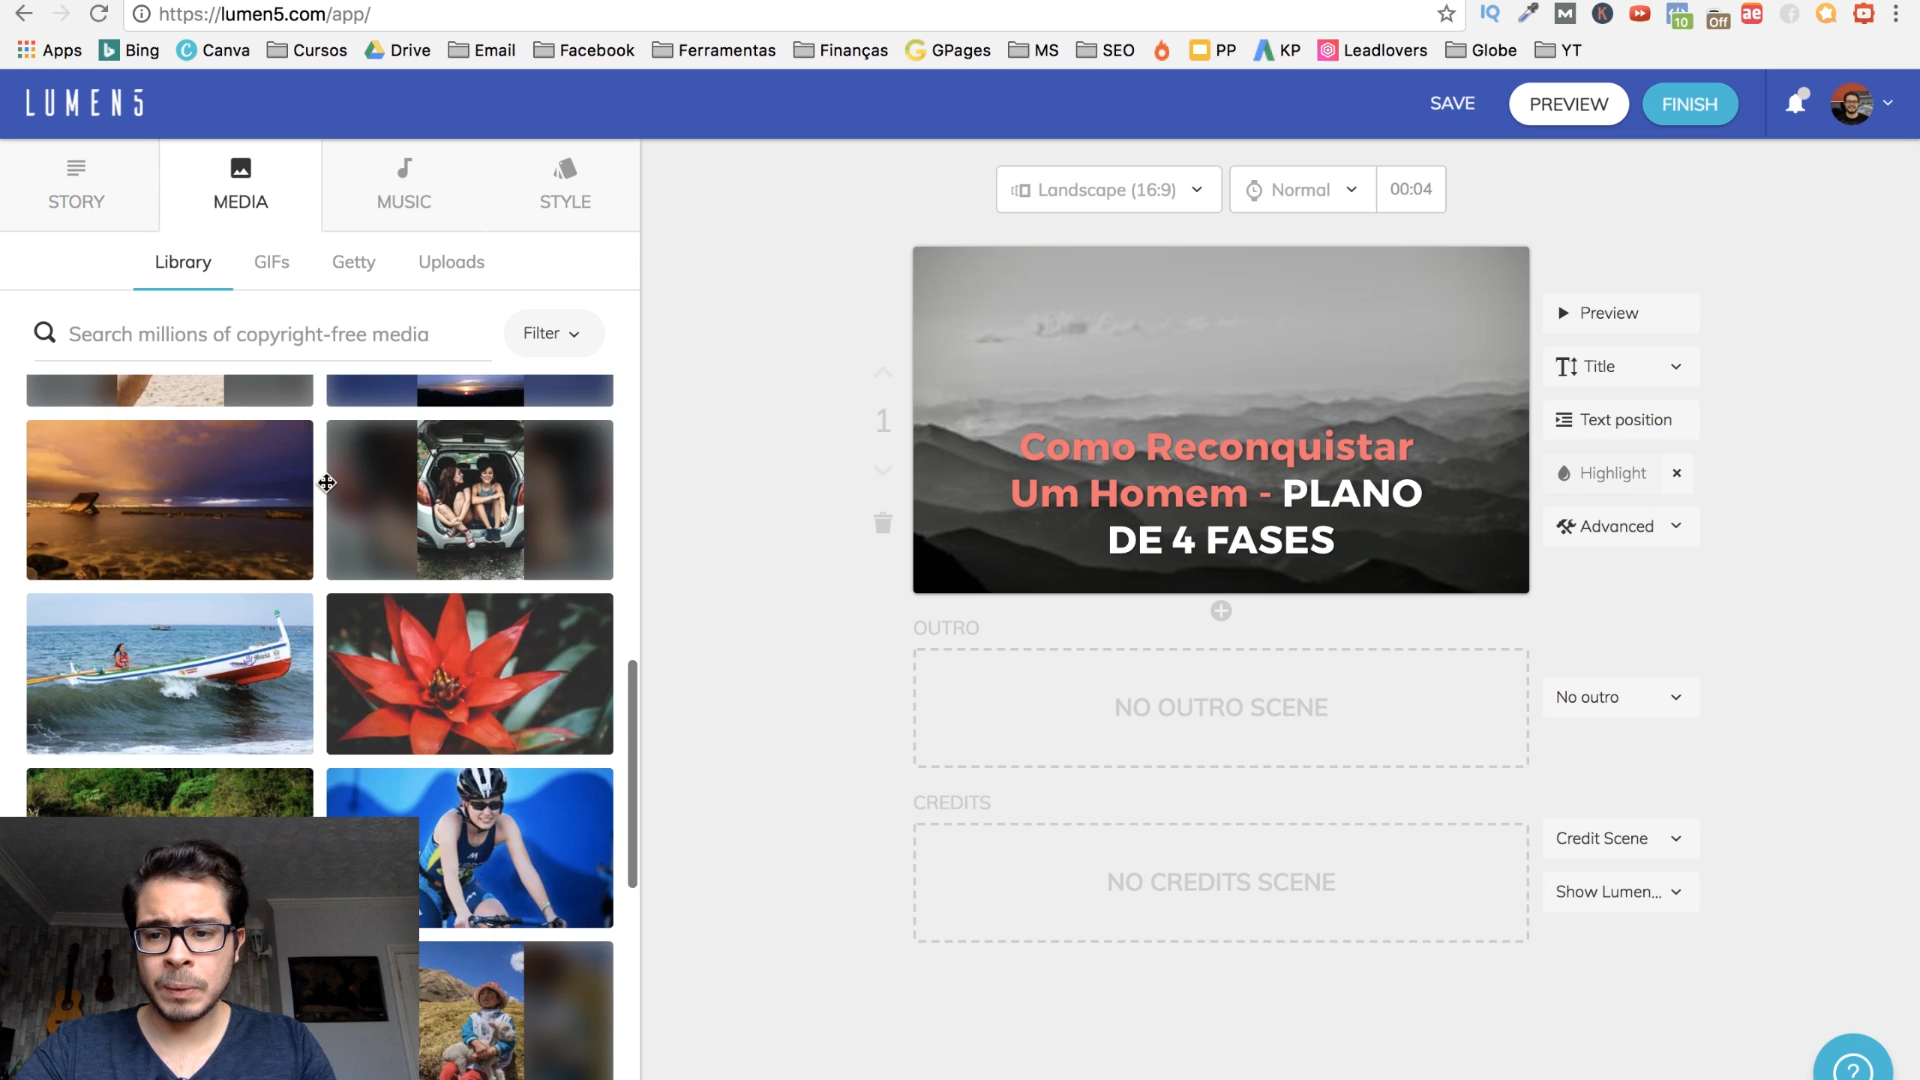 https://lumen5.com/app/
10
Off
ae
Apps
Bing
Canva
Cursos
Drive
Email
Facebook
Ferramentas
Finanças
GPages
MS
SEO
PP
KP
Leadlovers
Globe
YT
LUMEN5
SAVE
PREVIEW
FINISH
STORY
MEDIA
MUSIC
STYLE
Library
GIFs
Getty
Uploads
Search millions of copyright-free media
Filter
Landscape (16:9)
Normal
00:04
1
Como Reconquistar
Um Homem - PLANO
DE 4 FASES
Preview
Title
Text position
Highlight
Advanced
OUTRO
NO OUTRO SCENE
No outro
CREDITS
NO CREDITS SCENE
Credit Scene
Show Lumen...
?